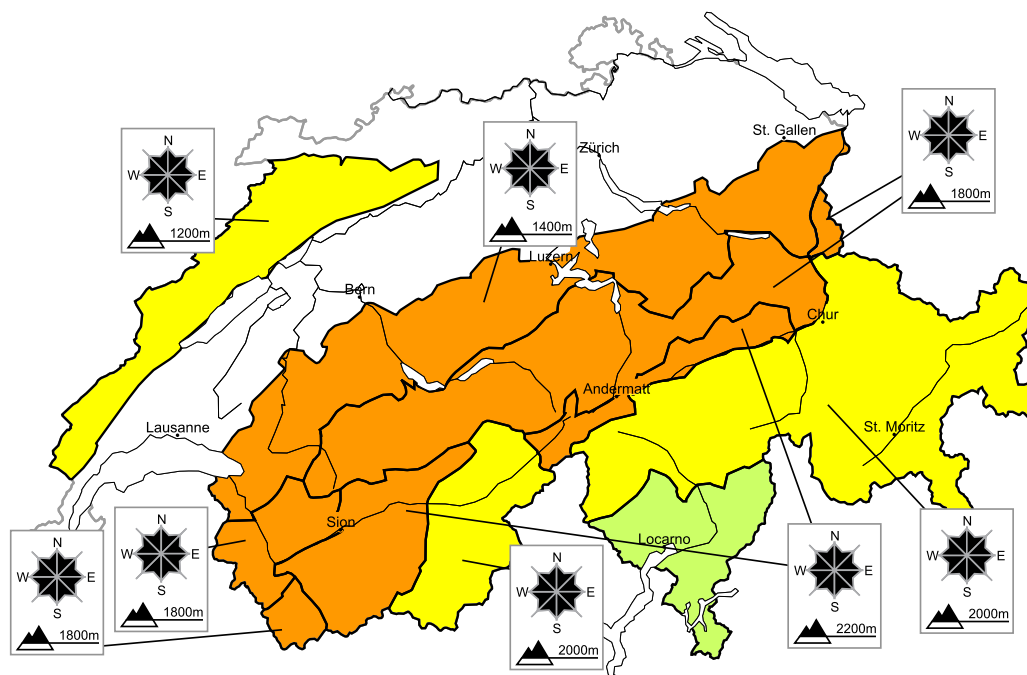 St. Gallen
N
W E
S
1800m
N
W E
S
1200m
N
W E
S
1400m
Zürich
Luzern
Bern
Chur
Andermatt
Lausanne
St. Moritz
Sion
Locarno
N
W E
S
1800m
N
W E
S
1800m
N
W E
S
2000m
N
W E
S
2200m
N
W E
S
2000m